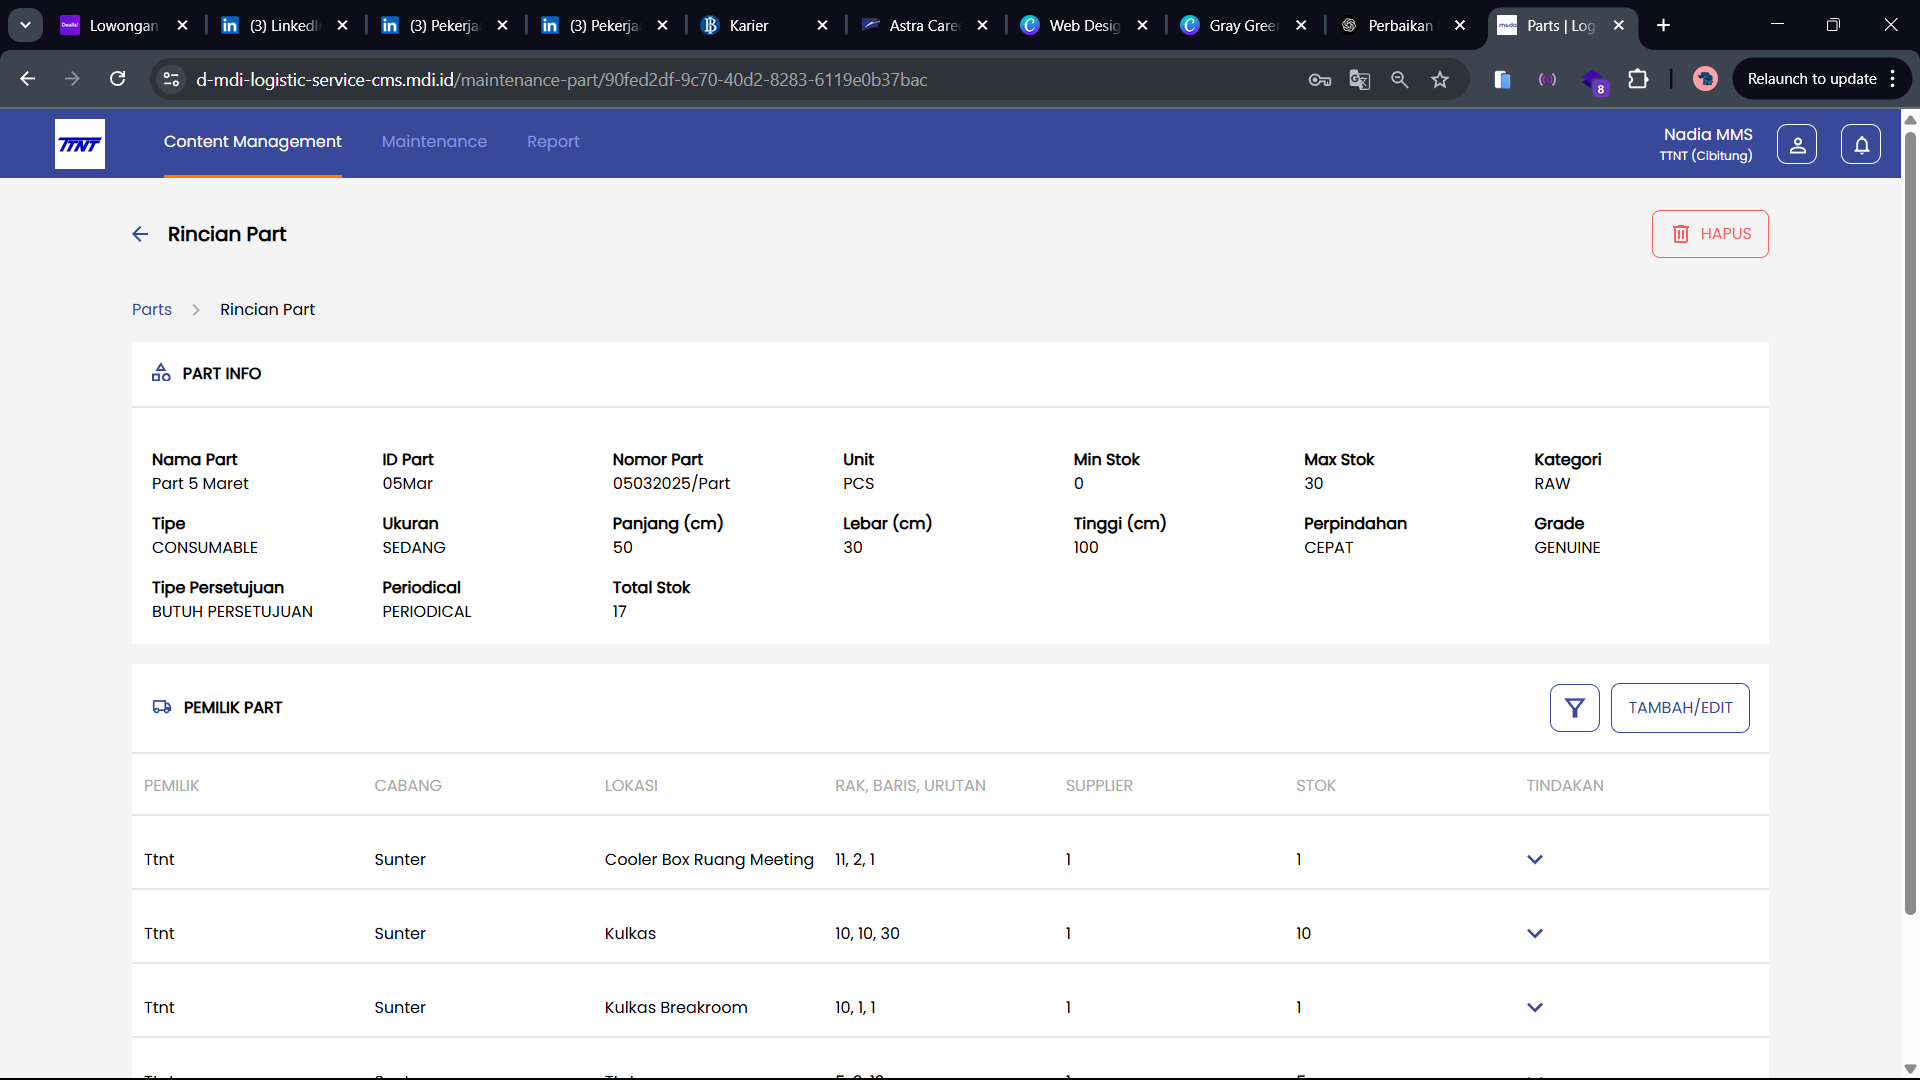 Lowongan
(3) LinkedI
(3) Pekerja
(3) Pekerja
Karier
Astra Care
Web Desig
Gray Green
Perbaikan
Parts | Log
d-mdi-logistic-service-cms.mdi.id/maintenance-part/90fed2df-9c70-40d2-8283-6119e0b37bac
8
Relaunch to update
TTNT
Content Management
Maintenance
Report
Nadia MMS
TTNT (Cibitung)
Rincian Part
HAPUS
Parts
Rincian Part
PART INFO
Nama Part ID Part Nomor Part Unit Min Stok Max Stok Kategori
Part 5 Maret 05Mar 05032025/Part PCS 0 30 RAW
Tipe Ukuran Panjang (cm) Lebar (cm) Tinggi (cm) Perpindahan Grade
CONSUMABLE SEDANG 50 30 100 CEPAT GENUINE
Tipe Persetujuan Periodical Total Stok
BUTUH PERSETUJUAN PERIODICAL 17
PEMILIK PART
TAMBAH/EDIT
PEMILIK CABANG LOKASI RAK, BARIS, URUTAN SUPPLIER STOK TINDAKAN
Ttnt Sunter Cooler Box Ruang Meeting 11, 2, 1 1 1
Ttnt Sunter Kulkas 10, 10, 30 1 10
Ttnt Sunter Kulkas Breakroom 10, 1, 1 1 1